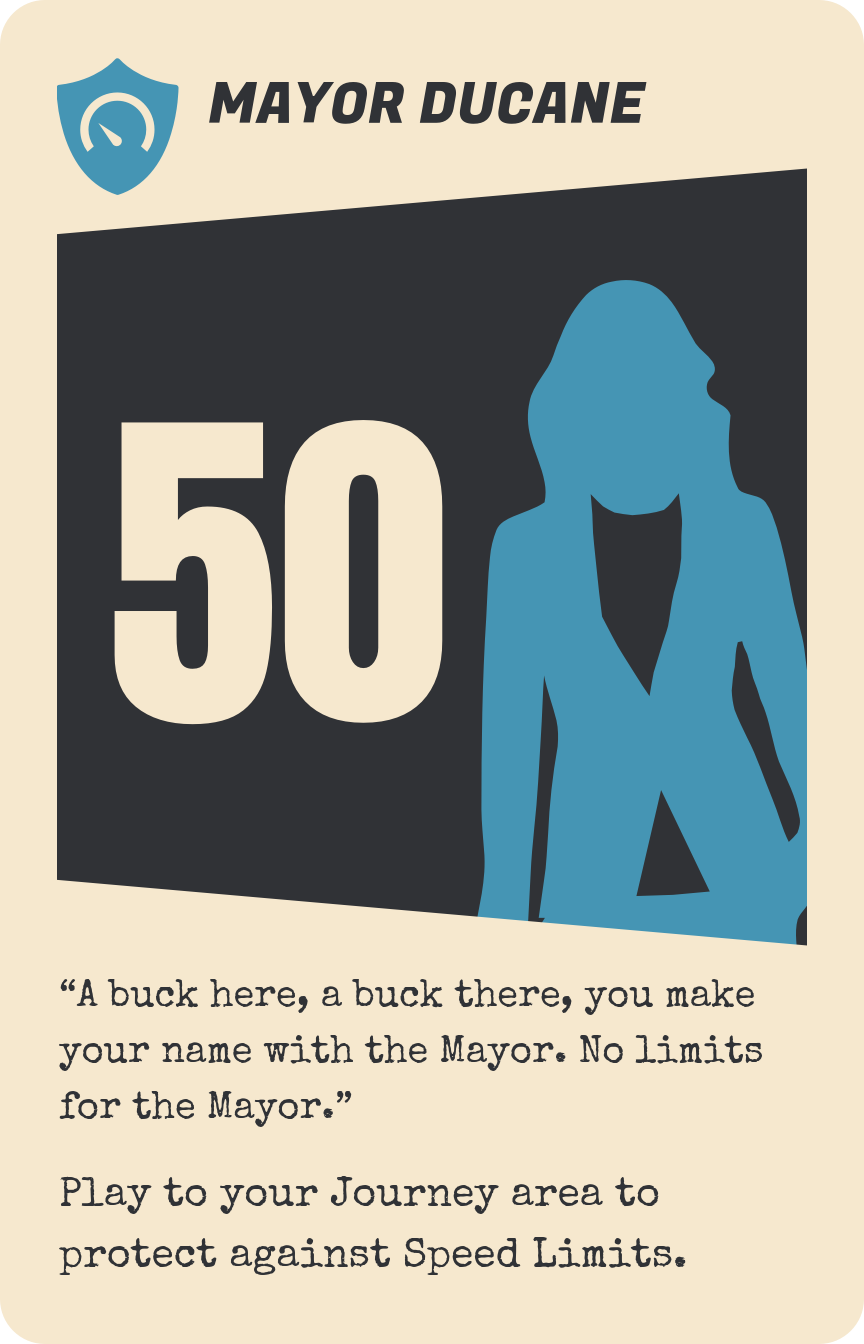 MAYOR DUCANE
50
“A buck here, a buck there, you make
your name with the Mayor. No limits
for the Mayor.”
Play to your Journey area to
protect against Speed Limits.